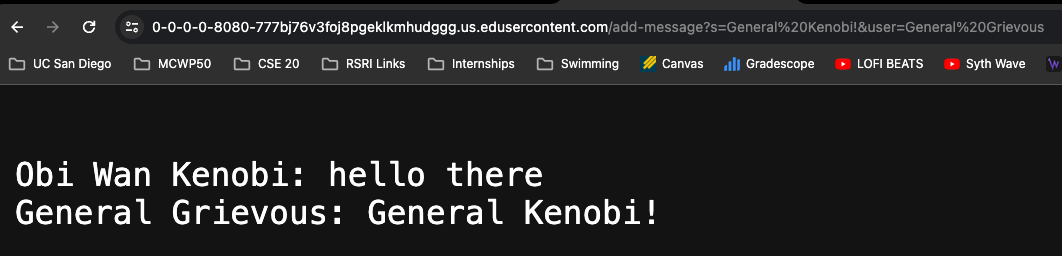 0-0-0-0-8080-777bj76v3foj8pgeklkmhudggg.us.edusercontent.com/add-message?s=General%20Kenobi!&user=General%20Grievous
UC San Diego MCWP50 CSE 20 RSRI Links Internships Swimming Canvas Gradescope LOFI BEATS Syth Wave
Obi Wan Kenobi: hello there
General Grievous: General Kenobi!